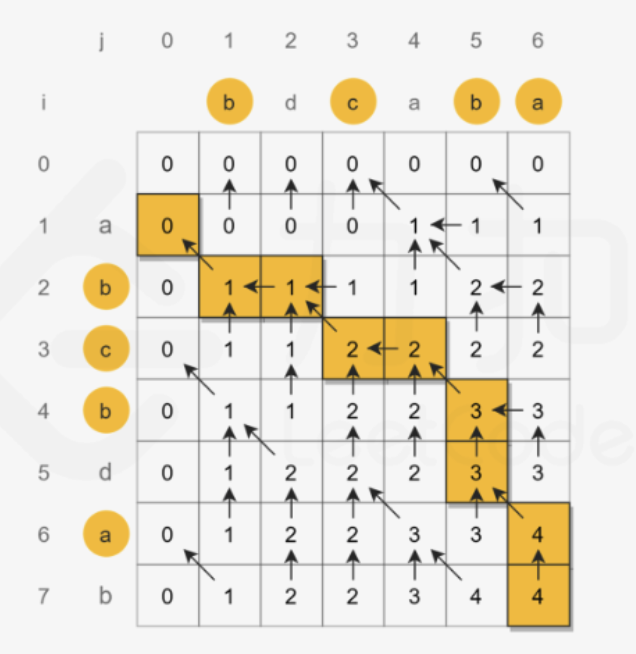 j 0 1 2 3 4 5 6
i b d c a b a
0 0 0 0 0 0 0 0
1 a 0 0 0 0 1 1 1
2 b 0 1 1 1 1 2 2
3 c 0 1 1 2 2 2 2
4 b 0 1 1 2 2 3 3
5 d 0 1 2 2 2 3 3
6 a 0 1 2 2 3 3 4
7 b 0 1 2 2 3 4 4
LeetCode